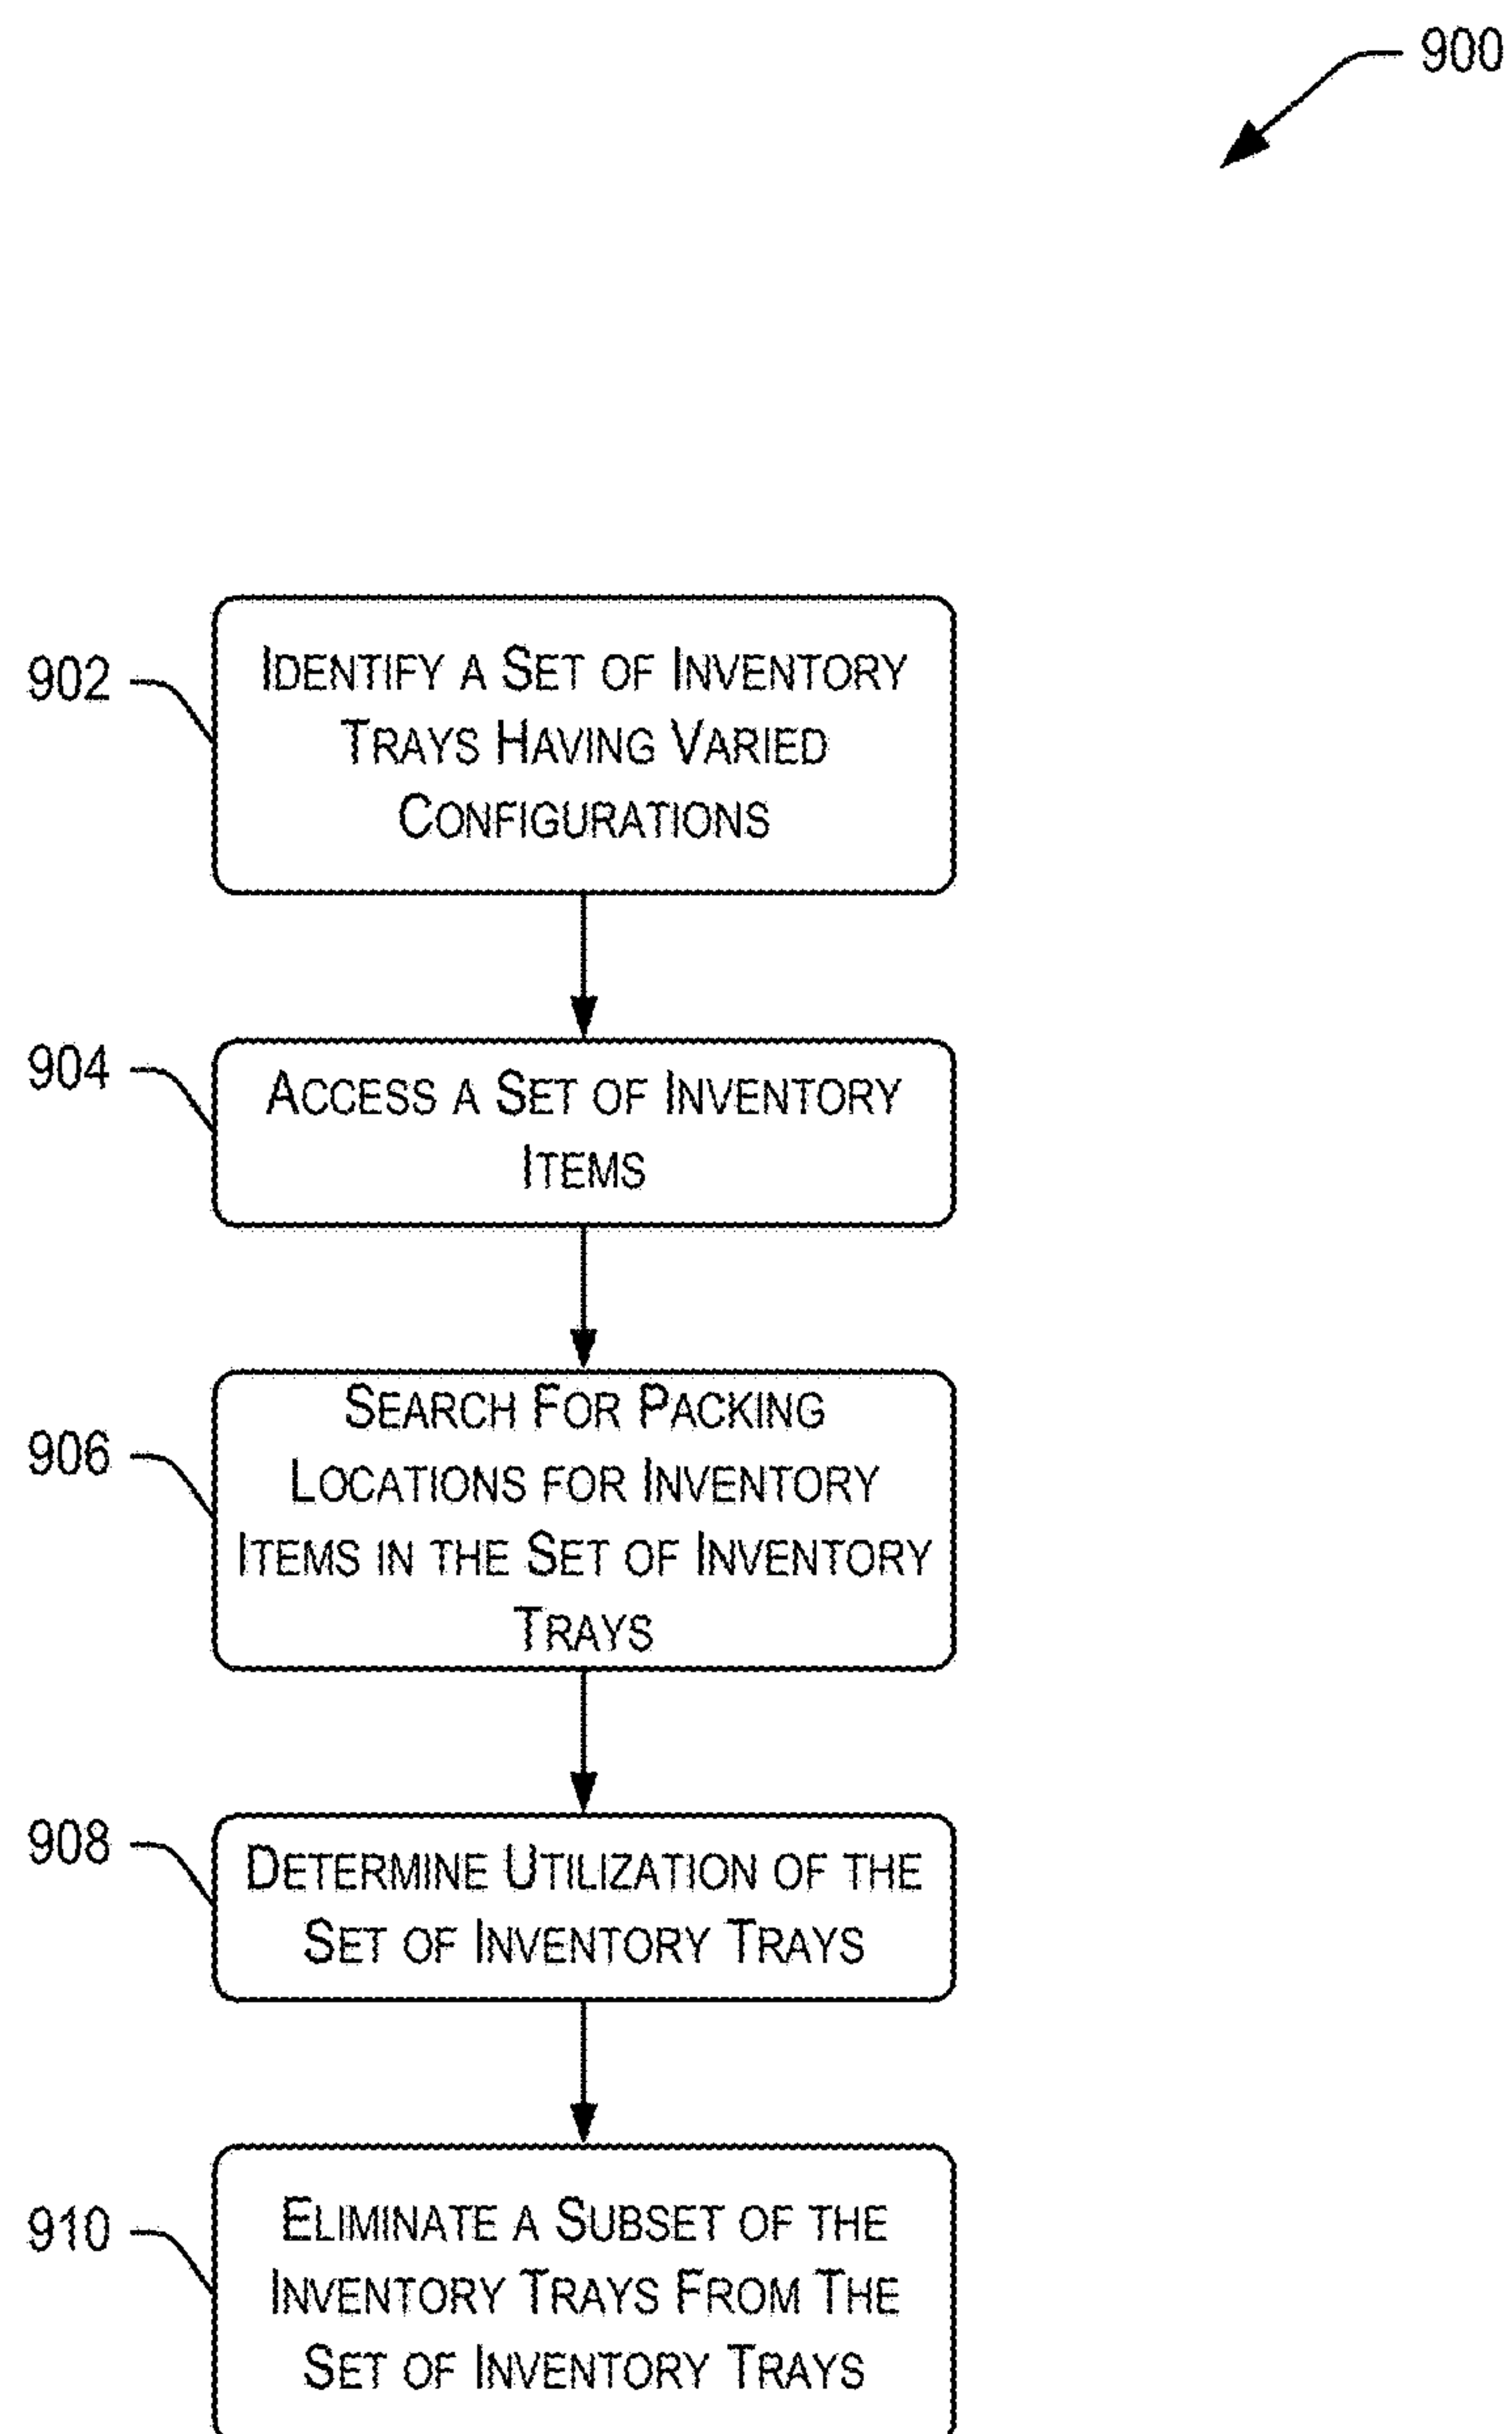 900
902
IDENTIFY A SET OF INVENTORY
TRAYS HAVING VARIED
CONFIGURATIONS
904
ACCESS A SET OF INVENTORY
ITEMS
906
SEARCH FOR PACKING
LOCATIONS FOR INVENTORY
ITEMS IN THE SET OF INVENTORY
TRAYS
908
DETERMINE UTILIZATION OF THE
SET OF INVENTORY TRAYS
910
ELIMINATE A SUBSET OF THE
INVENTORY TRAYS FROM THE
SET OF INVENTORY TRAYS